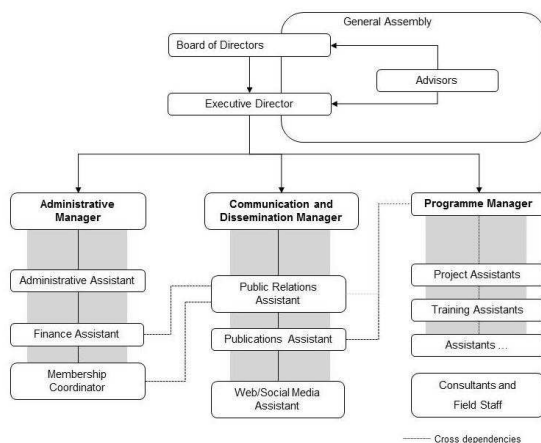 General Assembly
Board of Directors
Advisors
Executive Director
Administrative
Manager
Communication and
Dissemination Manager
Programme Manager
Administrative Assistant
Public Relations
Assistant
Project Assistants
Training Assistants
Finance Assistant
Publications Assistant
Assistants ...
Membership
Coordinator
Web/Social Media
Assistant
Consultants and
Field Staff
Cross dependencies